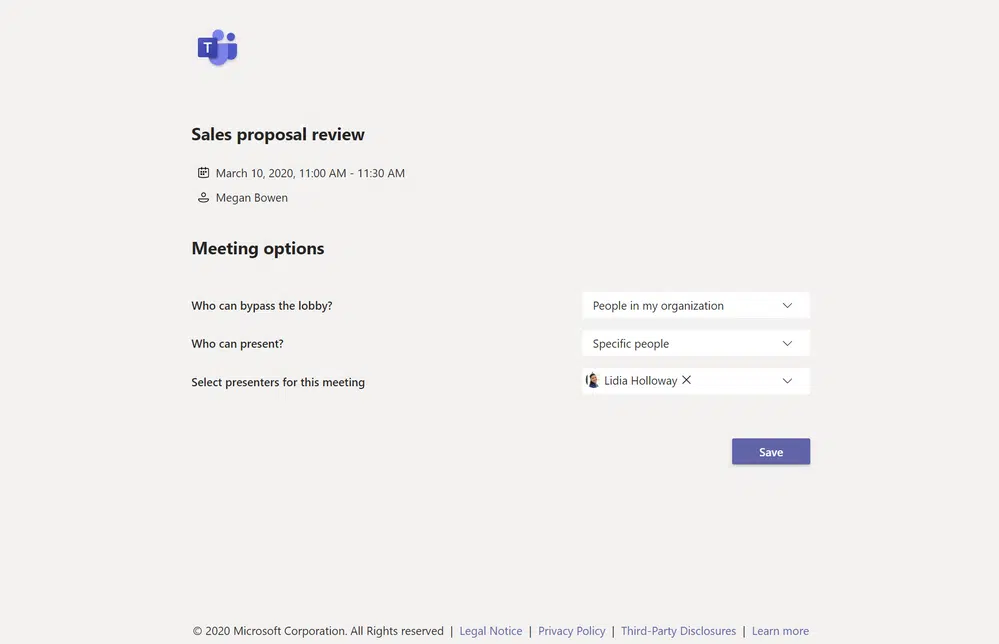 T
Sales proposal review
March 10, 2020, 11:00 AM - 11:30 AM
Megan Bowen
Meeting options
Who can bypass the lobby? People in my organization
Who can present? Specific people
Select presenters for this meeting Lidia Holloway
Save
© 2020 Microsoft Corporation. All Rights reserved | Legal Notice | Privacy Policy | Third-Party Disclosures | Learn more